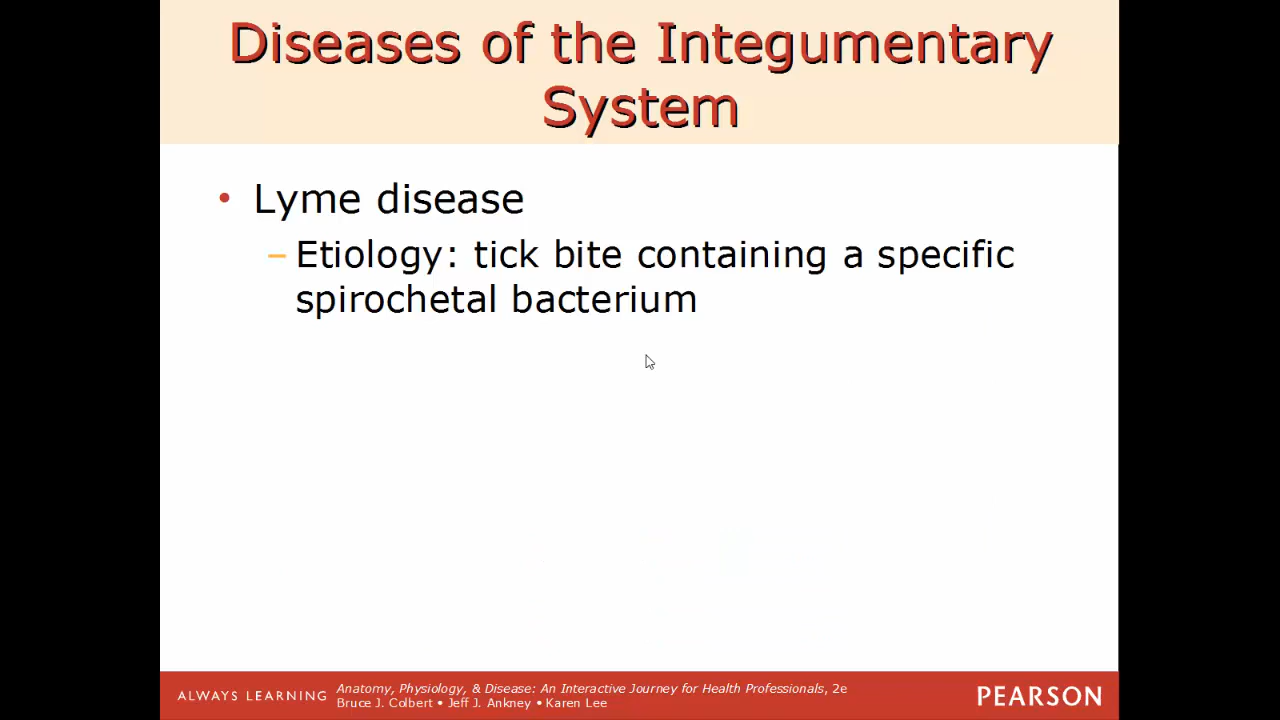 Diseases of the Integumentary
System
• Lyme disease
– Etiology: tick bite containing a specific
spirochetal bacterium
ALWAYS LEARNING
Anatomy, Physiology, & Disease: An Interactive Journey for Health Professionals, 2e
Bruce J. Colbert • Jeff J. Ankney • Karen Lee
PEARSON